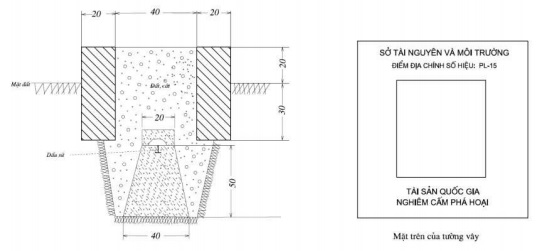 20
40
20
20
Mặt đất
Đất, cát
30
20
Dấu sứ
50
40
SỞ TÀI NGUYÊN VÀ MÔI TRƯỜNG
ĐIỂM ĐỊA CHÍNH SỐ HIỆU: PL-15
TÀI SẢN QUỐC GIA
NGHIÊM CẤM PHÁ HOẠI
Mặt trên của tường vây